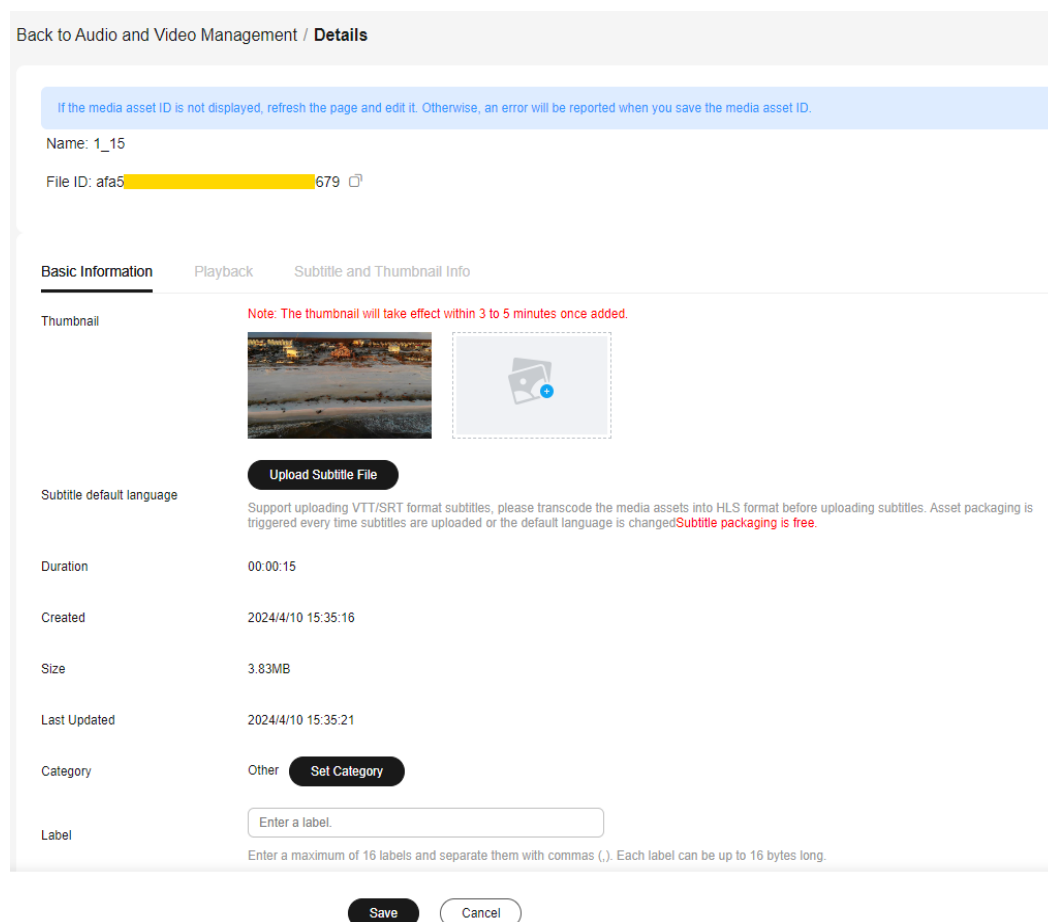 Back to Audio and Video Management / Details
If the media asset ID is not displayed, refresh the page and edit it. Otherwise, an error will be reported when you save the media asset ID.
Name: 1_15
File ID: afa5 679
Basic Information Playback Subtitle and Thumbnail Info
Thumbnail
Note: The thumbnail will take effect within 3 to 5 minutes once added.
Upload Subtitle File
Subtitle default language
Support uploading VTT/SRT format subtitles, please transcode the media assets into HLS format before uploading subtitles. Asset packaging is
triggered every time subtitles are uploaded or the default language is changedSubtitle packaging is free.
Duration 00:00:15
Created 2024/4/10 15:35:16
Size 3.83MB
Last Updated 2024/4/10 15:35:21
Category Other Set Category
Label Enter a label.
Enter a maximum of 16 labels and separate them with commas (,). Each label can be up to 16 bytes long.
Save Cancel